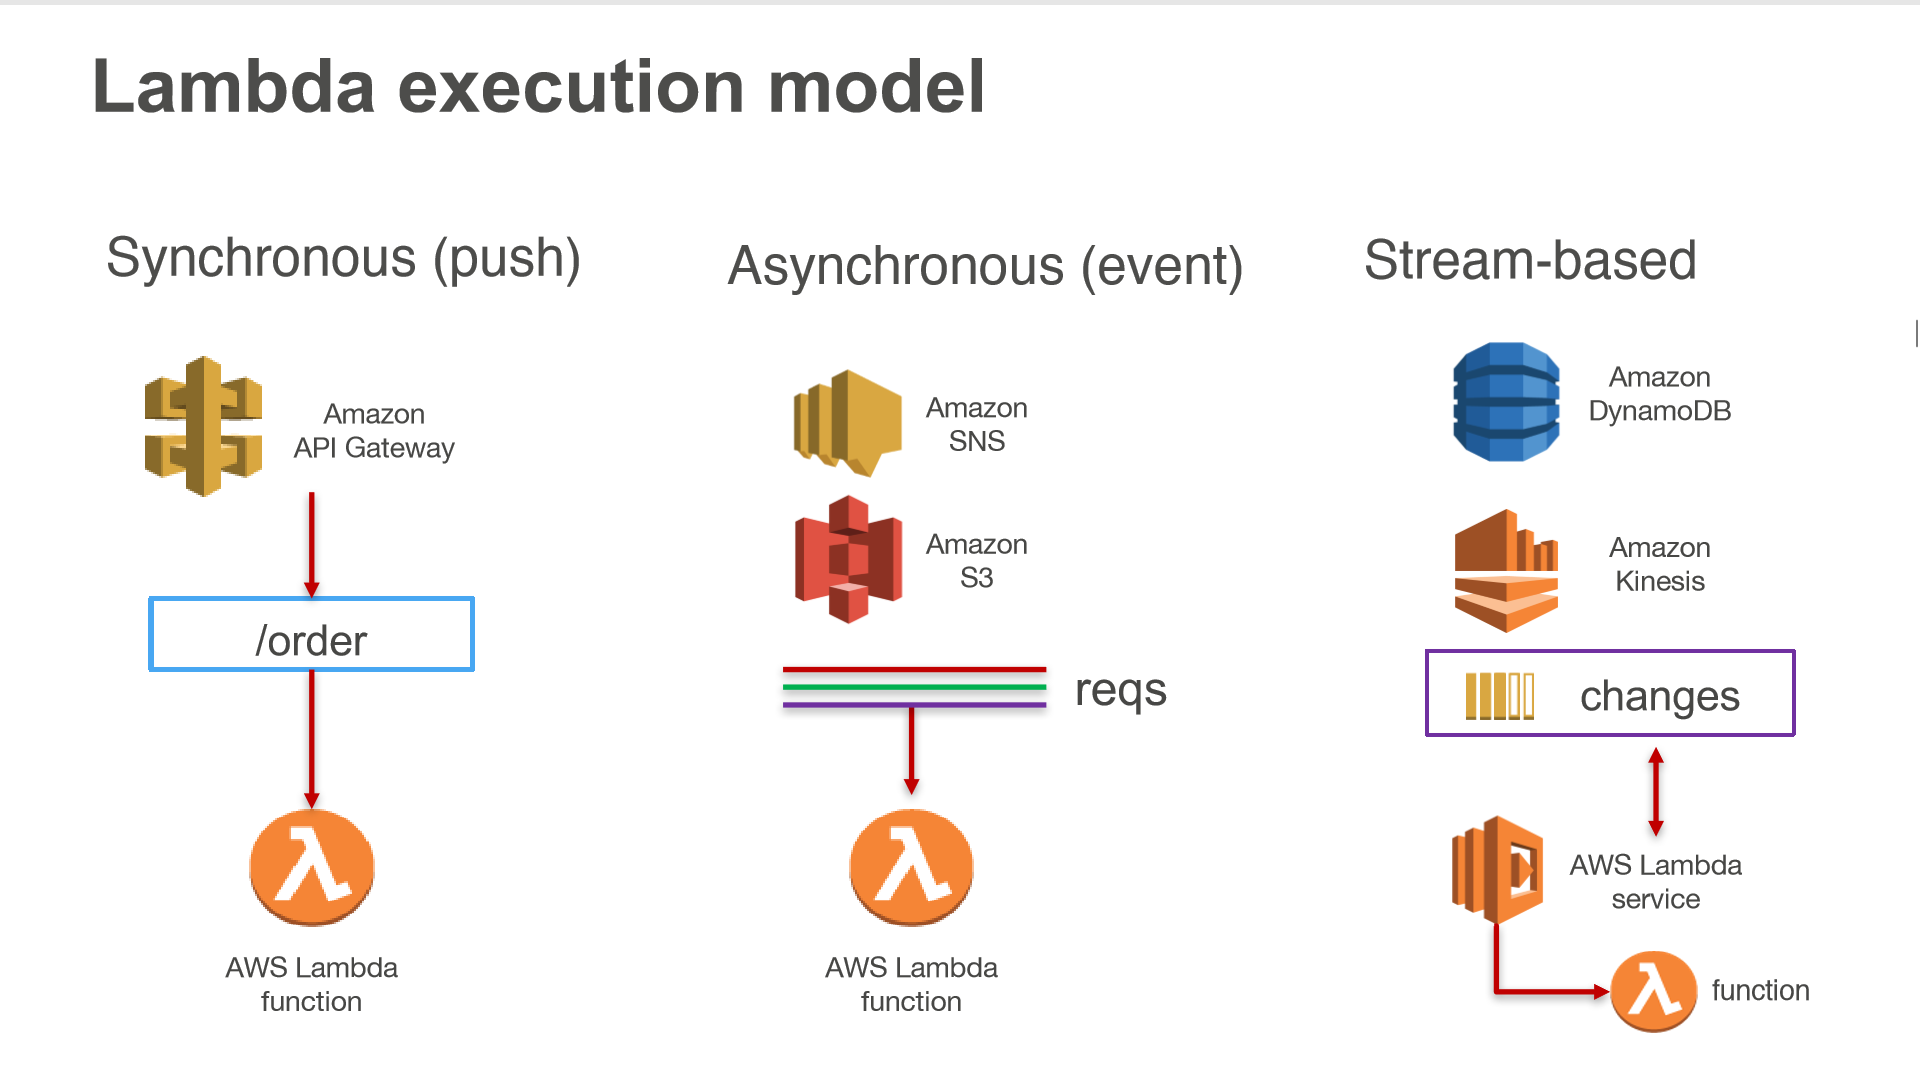 Lambda execution model
Synchronous (push)
Amazon
API Gateway
/order
AWS Lambda
function
Asynchronous (event)
Amazon
SNS
Amazon
S3
reqs
AWS Lambda
function
Stream-based
Amazon
DynamoDB
Amazon
Kinesis
changes
AWS Lambda
service
function